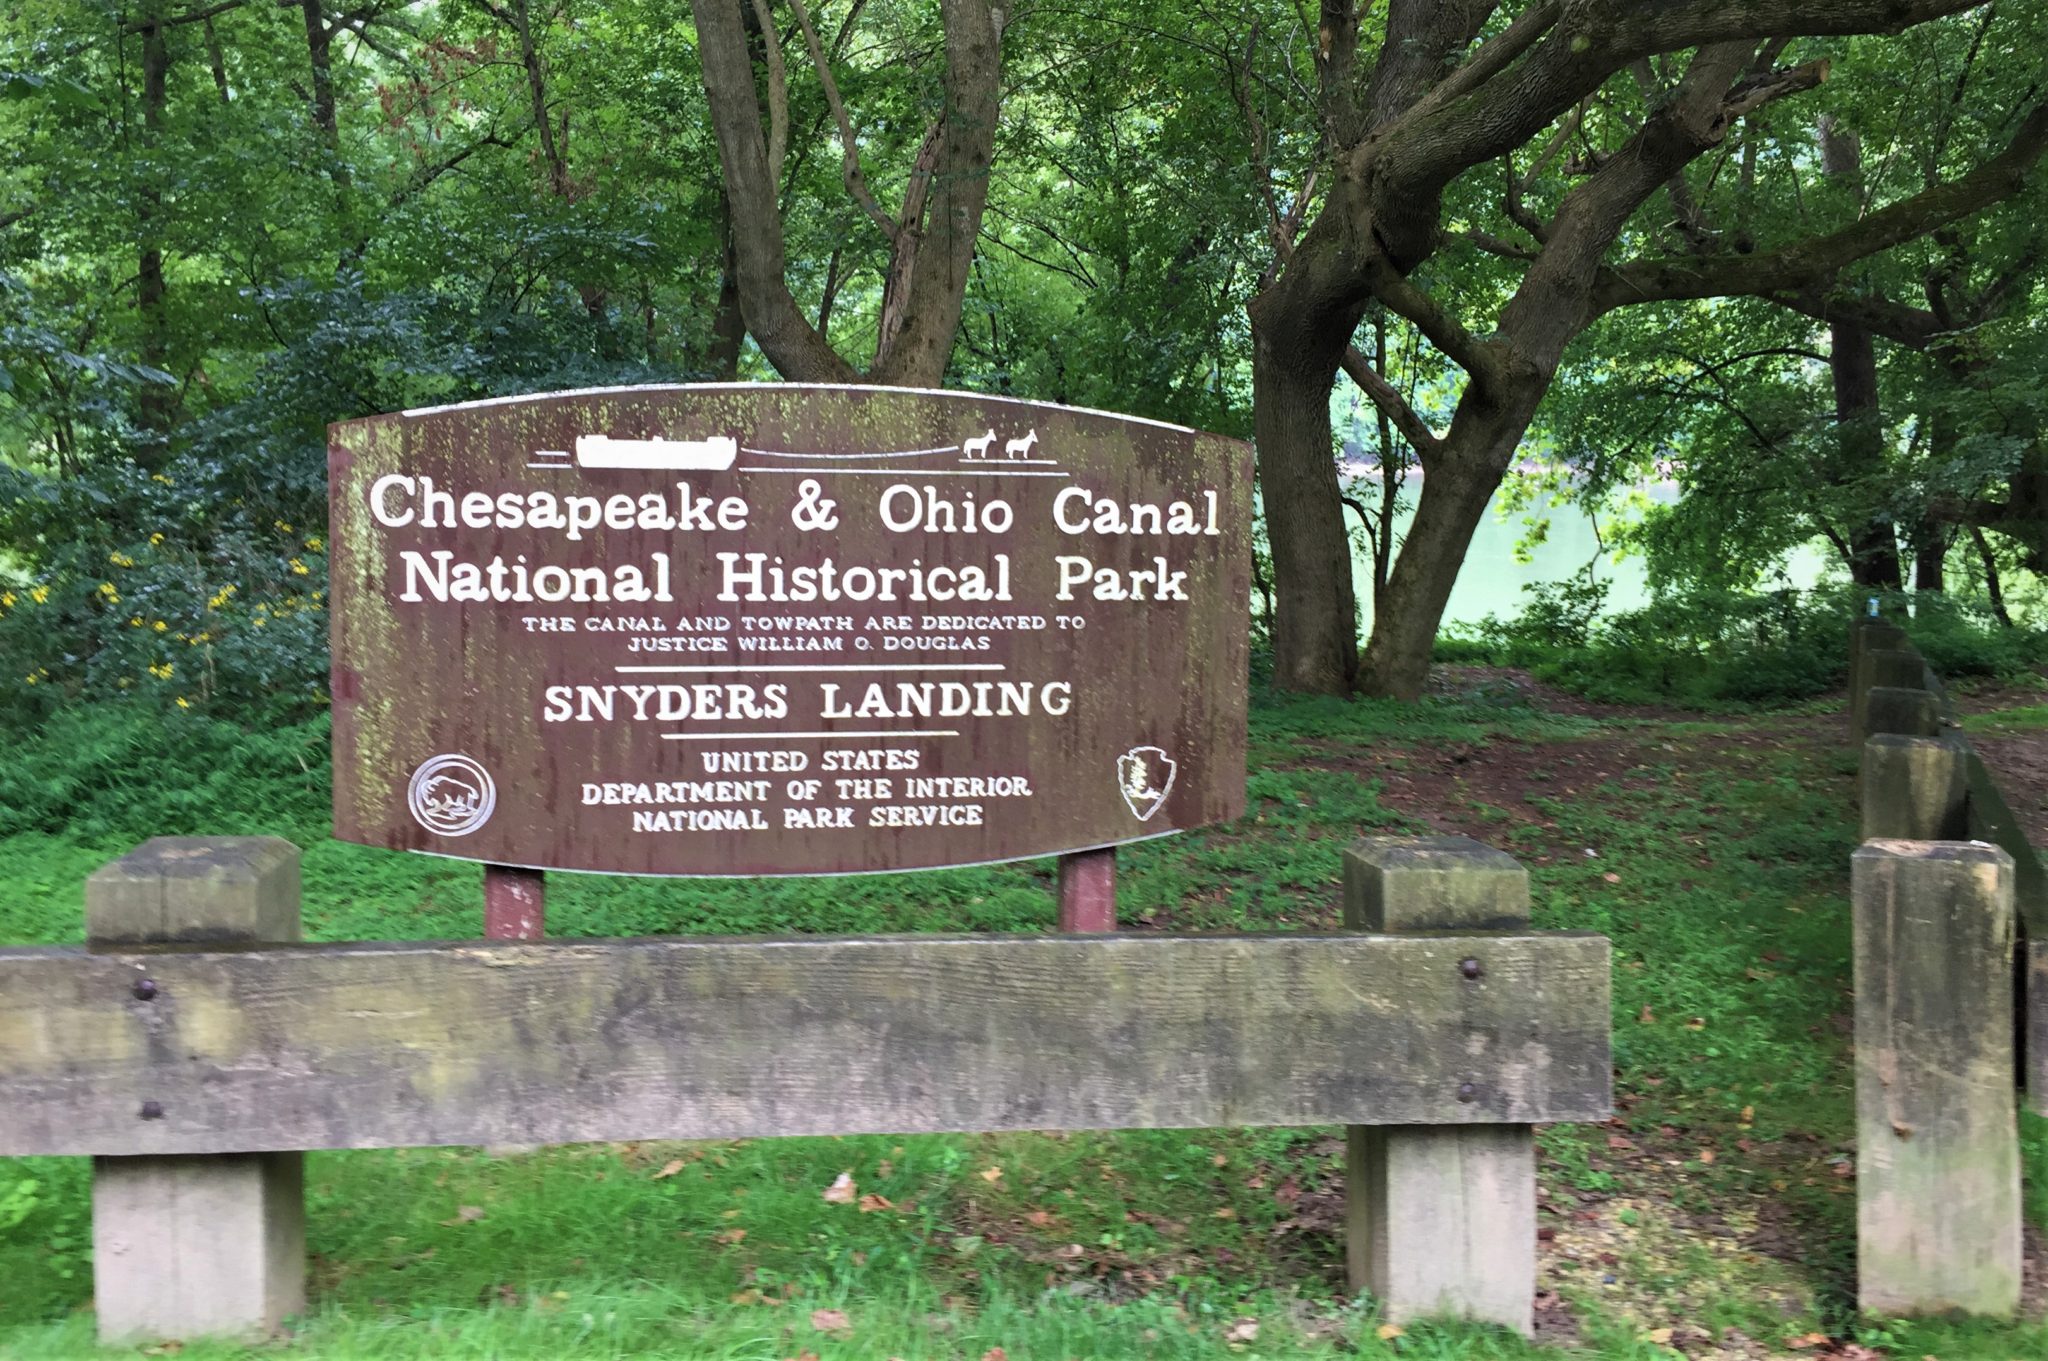 Chesapeake & Ohio Canal
National Historical Park
THE CANAL AND TOWPATH ARE DEDICATED TO
JUSTICE WILLIAM O. DOUGLAS
SNYDERS LANDING
UNITED STATES
DEPARTMENT OF THE INTERIOR
NATIONAL PARK SERVICE